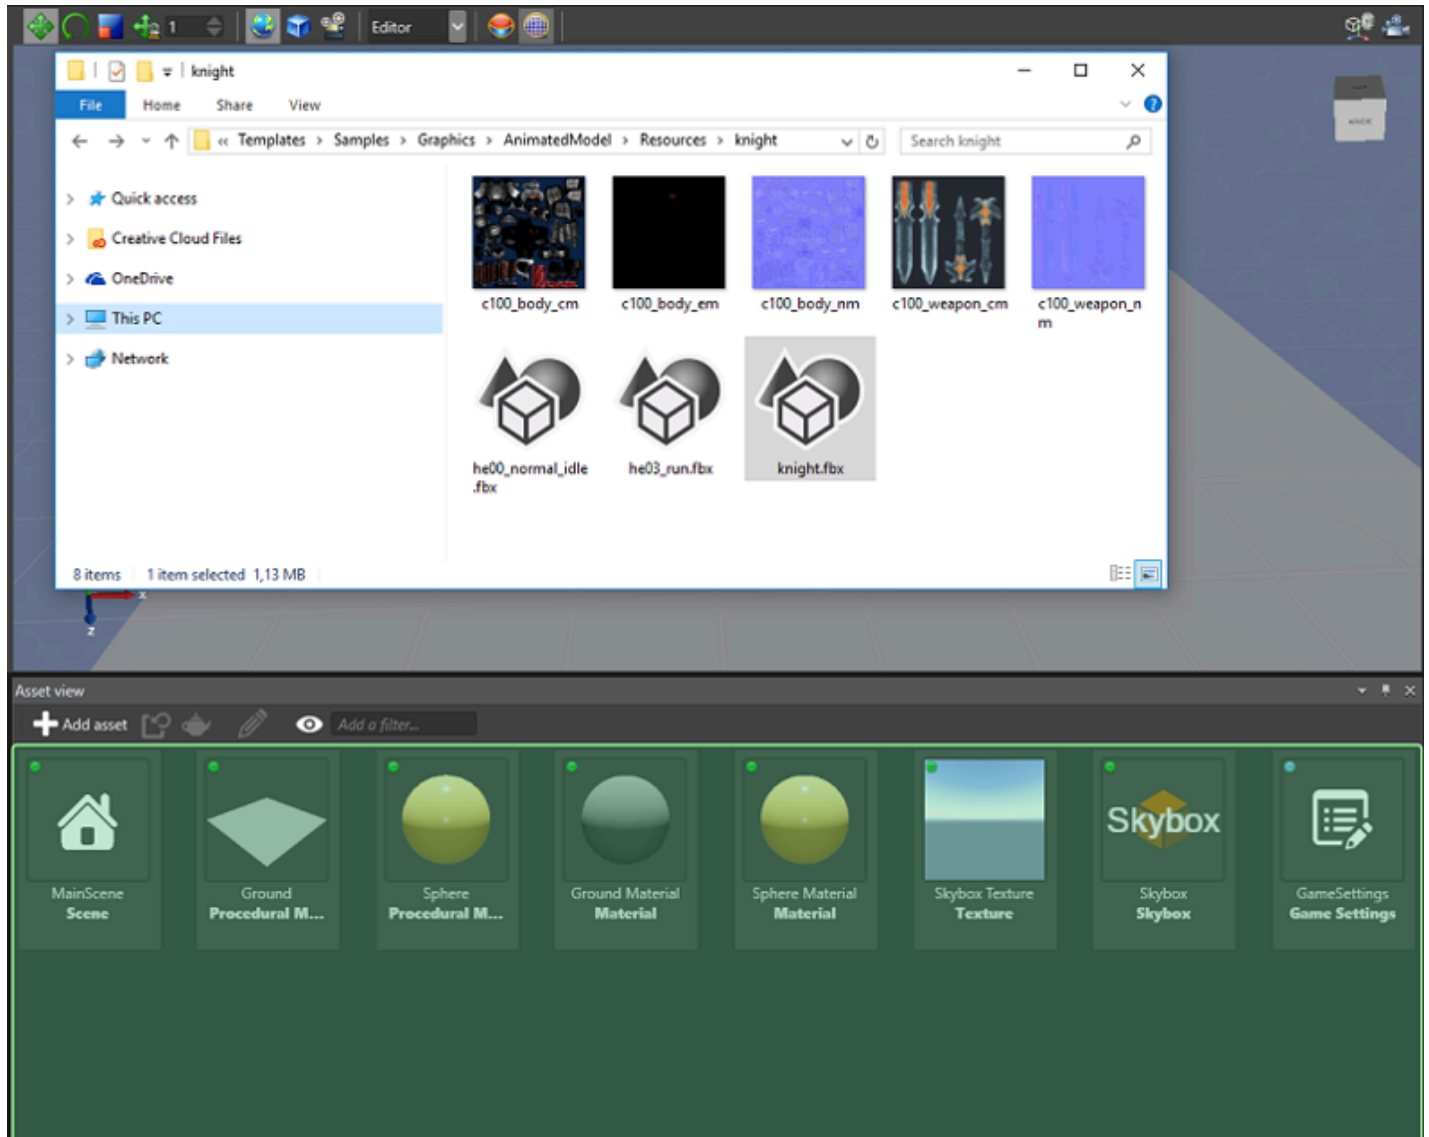 1
Editor
knight
File Home Share View
« Templates > Samples > Graphics > AnimatedModel > Resources > knight
Search knight
Quick access
Creative Cloud Files
OneDrive
This PC
Network
c100_body_cm
c100_body_em
c100_body_nm
c100_weapon_cm
c100_weapon_n
m
he00_normal_idle
.fbx
he03_run.fbx
knight.fbx
8 items 1 item selected 1,13 MB
x
z
Asset view
Add asset
Add a filter...
MainScene
Scene
Ground
Procedural M...
Sphere
Procedural M...
Ground Material
Material
Sphere Material
Material
Skybox Texture
Texture
Skybox
Skybox
Skybox
GameSettings
Game Settings